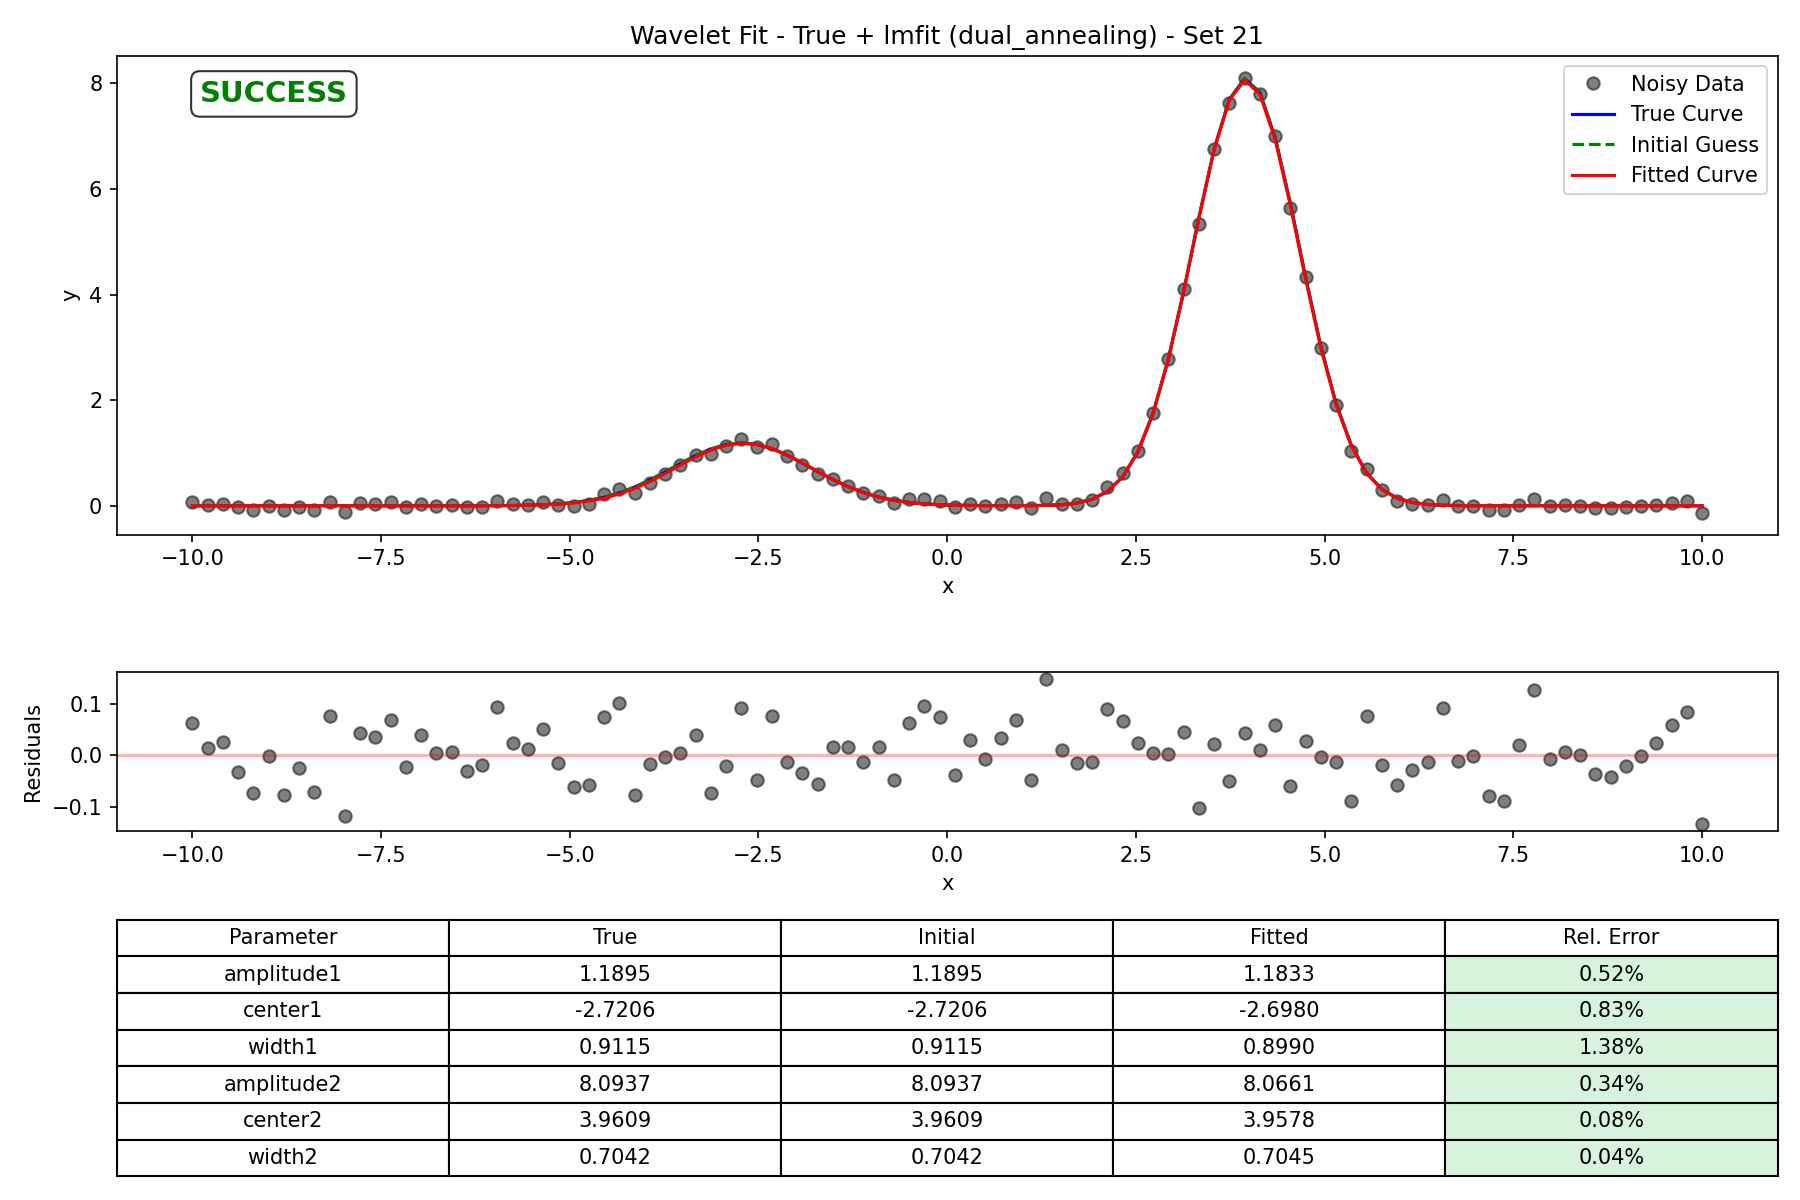 Wavelet Fit - True + lmfit (dual_annealing) - Set 21
SUCCESS
Noisy Data
True Curve
Initial Guess
Fitted Curve
y
8
6
4
2
0
−10.0 −7.5 −5.0 −2.5 0.0 2.5 5.0 7.5 10.0
x
Residuals
0.1
0.0
−0.1
−10.0 −7.5 −5.0 −2.5 0.0 2.5 5.0 7.5 10.0
x
Parameter True Initial Fitted Rel. Error
amplitude1 1.1895 1.1895 1.1833 0.52%
center1 -2.7206 -2.7206 -2.6980 0.83%
width1 0.9115 0.9115 0.8990 1.38%
amplitude2 8.0937 8.0937 8.0661 0.34%
center2 3.9609 3.9609 3.9578 0.08%
width2 0.7042 0.7042 0.7045 0.04%